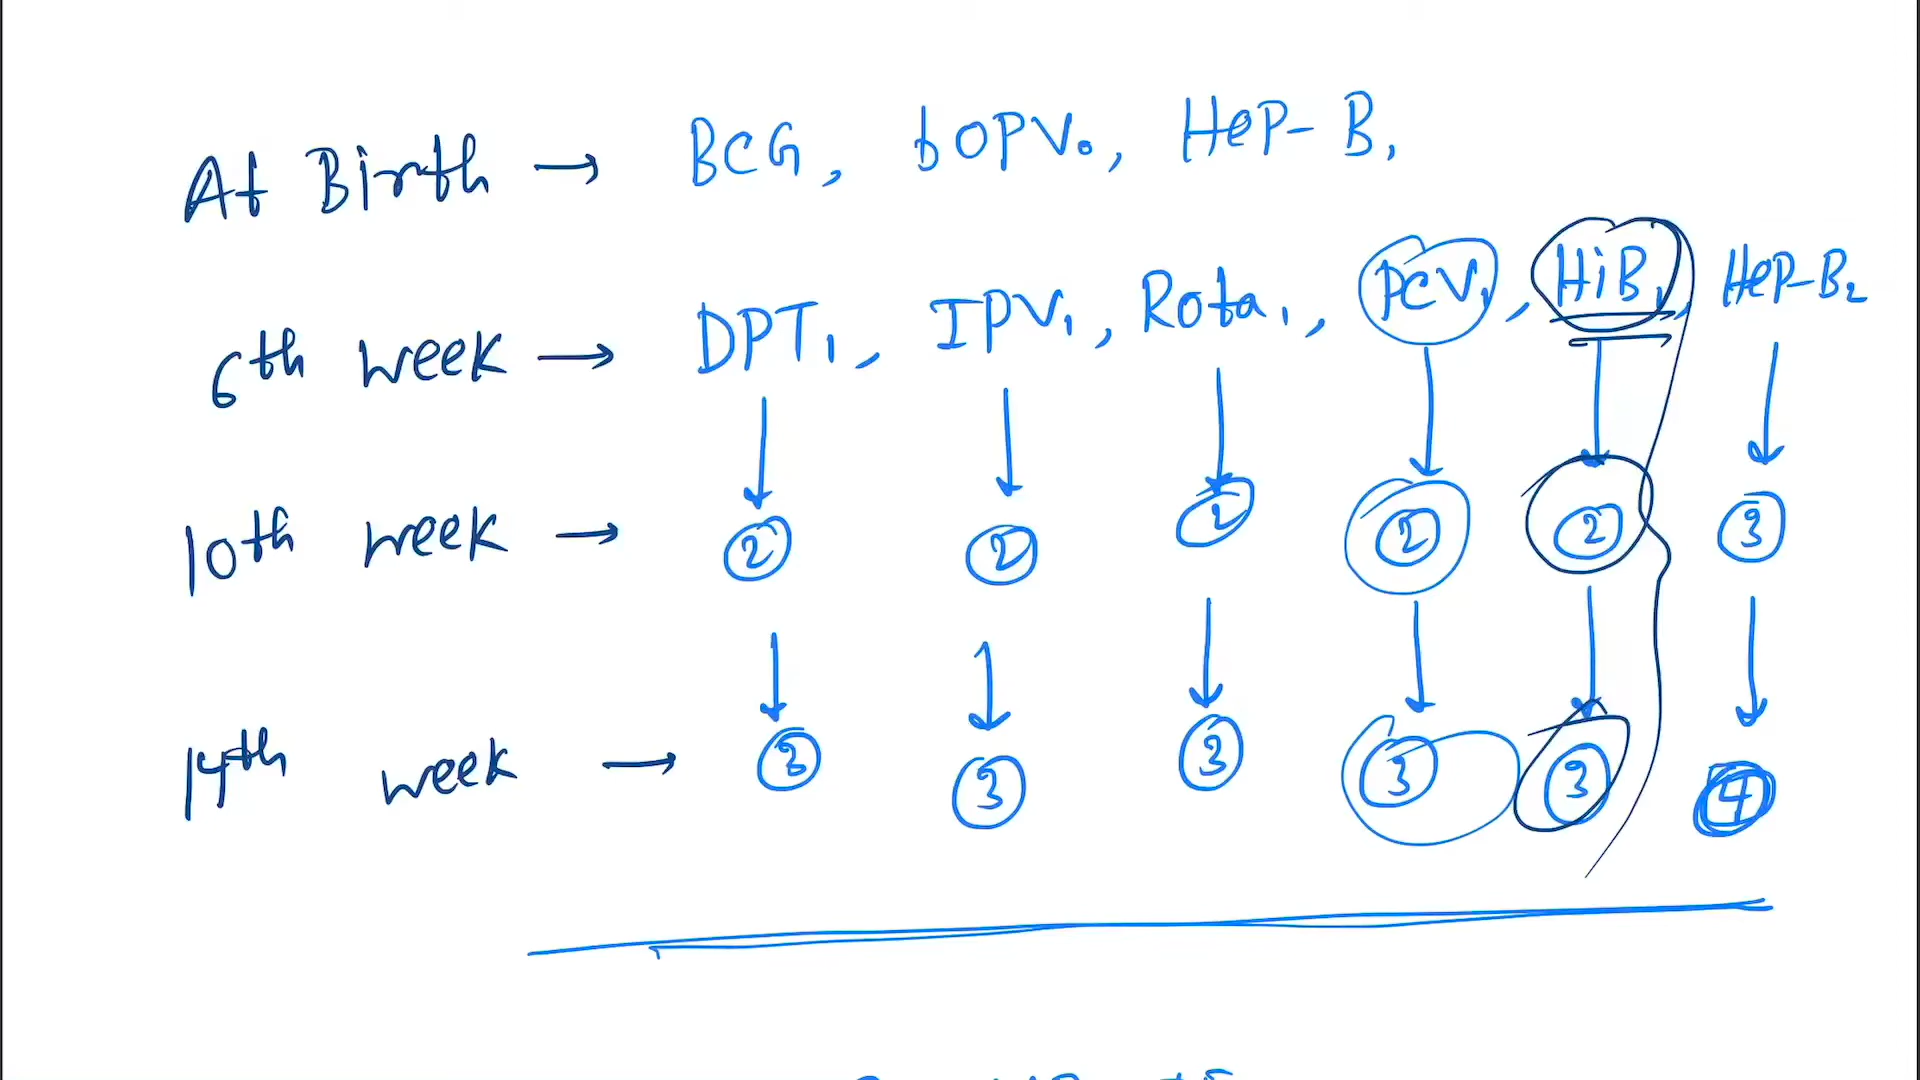 At Birth → BCG, bOPV₀, HeP-B₁
6th week → DPT₁, IPV₁, Rota₁, PCV₁, HiB₁, HeP-B₂
10th week → 2 2 2 2 2 3
14th week → 3 3 3 3 3 4